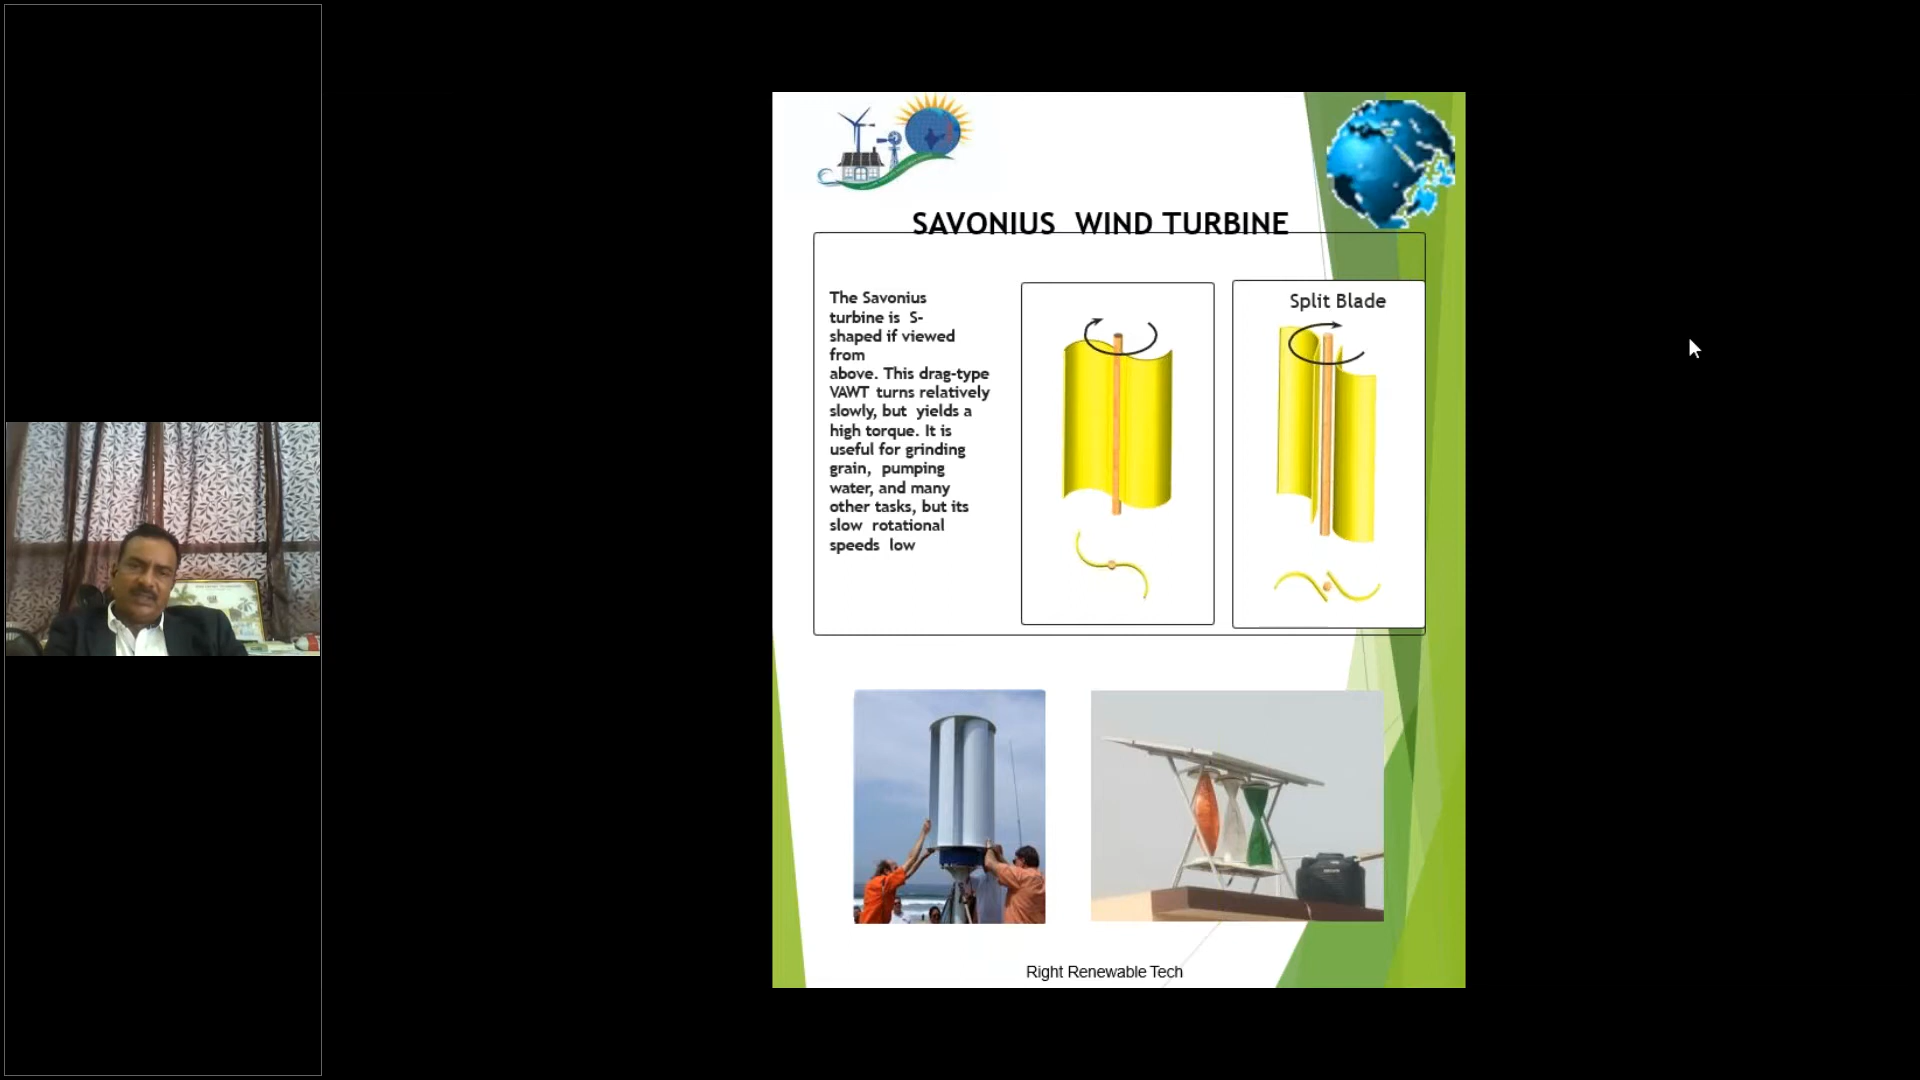 SAVONIUS  WIND TURBINE
The Savonius
turbine is  S-
shaped if viewed
from
above. This drag-type
VAWT  turns relatively
slowly, but  yields a
high torque. It is
useful for grinding
grain,  pumping
water, and many
other tasks, but its
slow  rotational
speeds  low
Split Blade
Right Renewable Tech